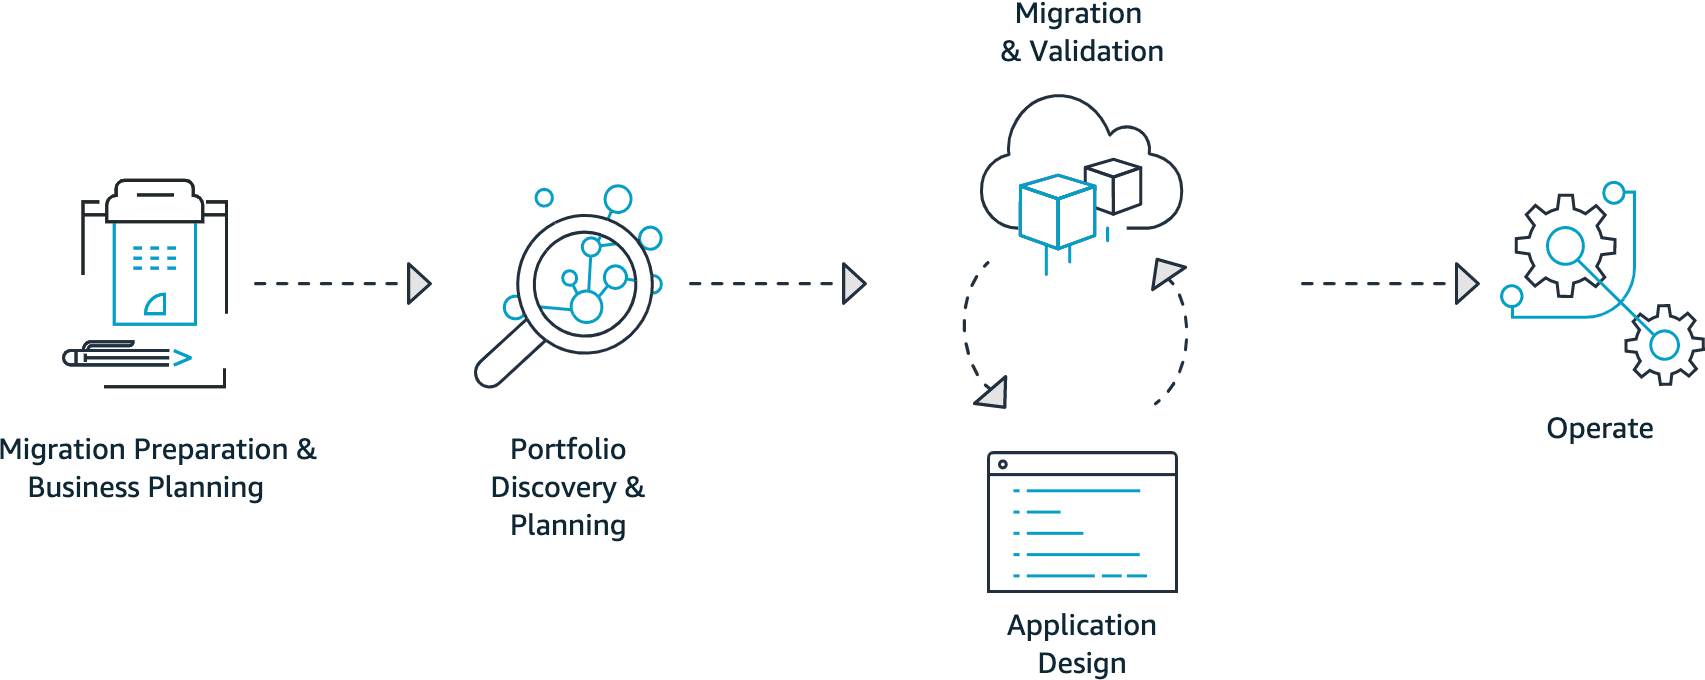 Migration Preparation &
Business Planning
Portfolio
Discovery &
Planning
Migration
& Validation
Application
Design
Operate